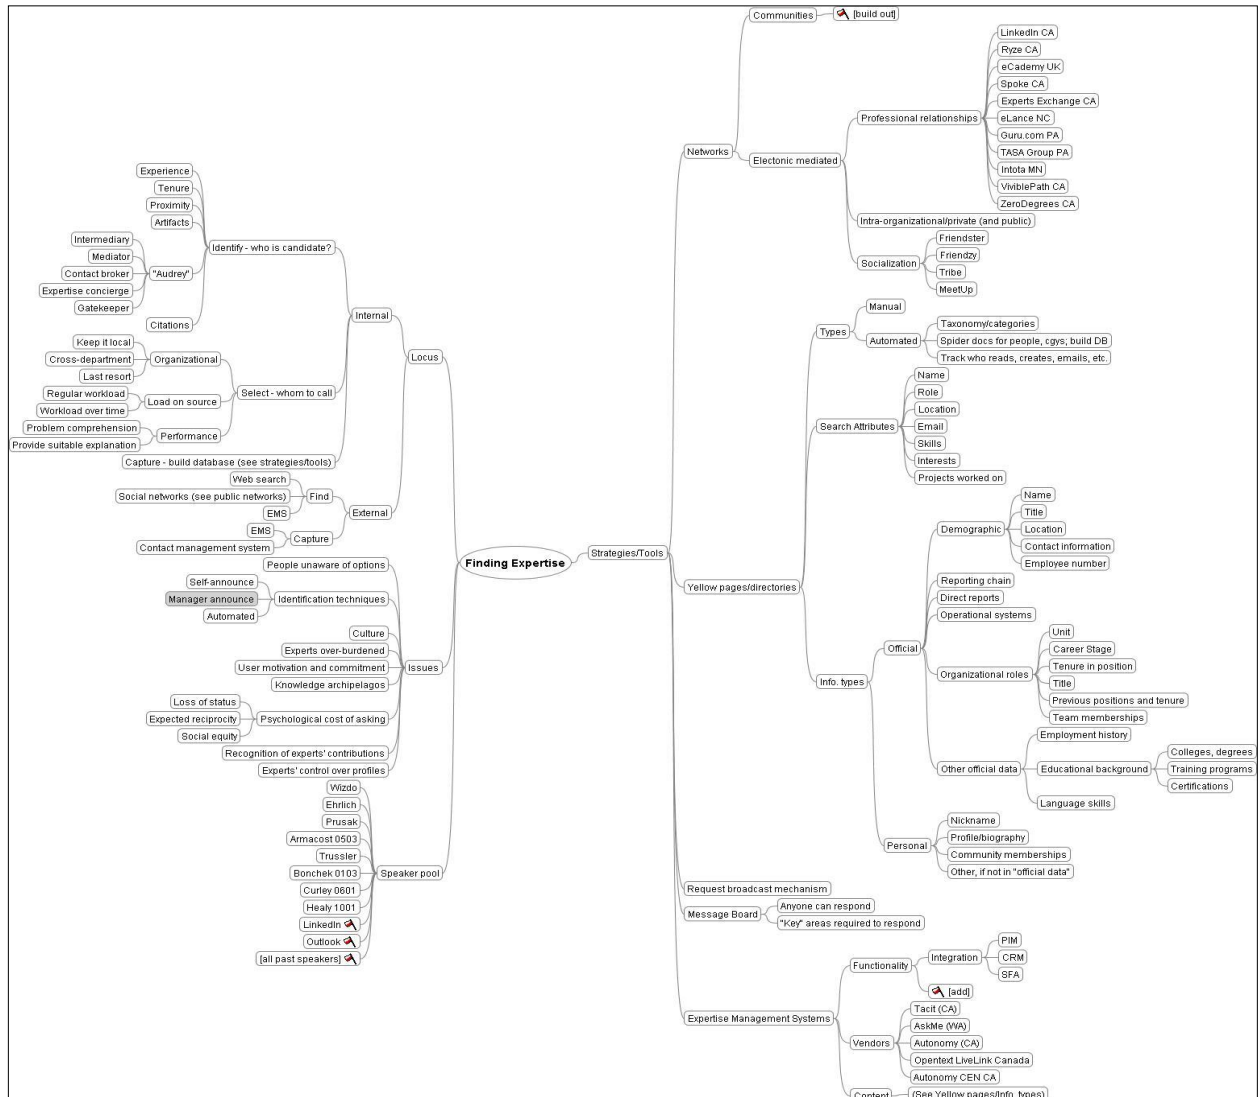 Finding Expertise
Locus
Internal
Identify - who is candidate?
Experience
Tenure
Proximity
Artifacts
"Audrey"
Intermediary
Mediator
Contact broker
Expertise concierge
Gatekeeper
Citations
Select - whom to call
Organizational
Keep it local
Cross-department
Last resort
Load on source
Regular workload
Workload over time
Performance
Problem comprehension
Provide suitable explanation
Capture - build database (see strategies/tools)
External
Find
Web search
Social networks (see public networks)
EMS
Capture
EMS
Contact management system
Issues
People unaware of options
Identification techniques
Self-announce
Manager announce
Automated
Culture
Experts over-burdened
User motivation and commitment
Knowledge archipelagos
Psychological cost of asking
Loss of status
Expected reciprocity
Social equity
Recognition of experts' contributions
Experts' control over profiles
Speaker pool
Wizdo
Ehrlich
Prusak
Armacost 0503
Trussler
Bonchek 0103
Curley 0601
Healy 1001
LinkedIn
Outlook
[all past speakers]
Strategies/Tools
Networks
Communities
[build out]
Electonic mediated
Professional relationships
LinkedIn CA
Ryze CA
eCademy UK
Spoke CA
Experts Exchange CA
eLance NC
Guru.com PA
TASA Group PA
Intota MN
ViviblePath CA
ZeroDegrees CA
Intra-organizational/private (and public)
Socialization
Friendster
Friendzy
Tribe
MeetUp
Yellow pages/directories
Types
Manual
Automated
Taxonomy/categories
Spider docs for people, cgys; build DB
Track who reads, creates, emails, etc.
Search Attributes
Name
Role
Location
Email
Skills
Interests
Projects worked on
Info. types
Official
Demographic
Name
Title
Location
Contact information
Employee number
Reporting chain
Direct reports
Operational systems
Organizational roles
Unit
Career Stage
Tenure in position
Title
Previous positions and tenure
Team memberships
Other official data
Employment history
Educational background
Colleges, degrees
Training programs
Certifications
Language skills
Personal
Nickname
Profile/biography
Community memberships
Other, if not in "official data"
Request broadcast mechanism
Message Board
Anyone can respond
"Key" areas required to respond
Expertise Management Systems
Functionality
Integration
PIM
CRM
SFA
[add]
Vendors
Tacit (CA)
AskMe (WA)
Autonomy (CA)
Opentext LiveLink Canada
Autonomy CEN CA
Content
(See Yellow pages/Info. types)